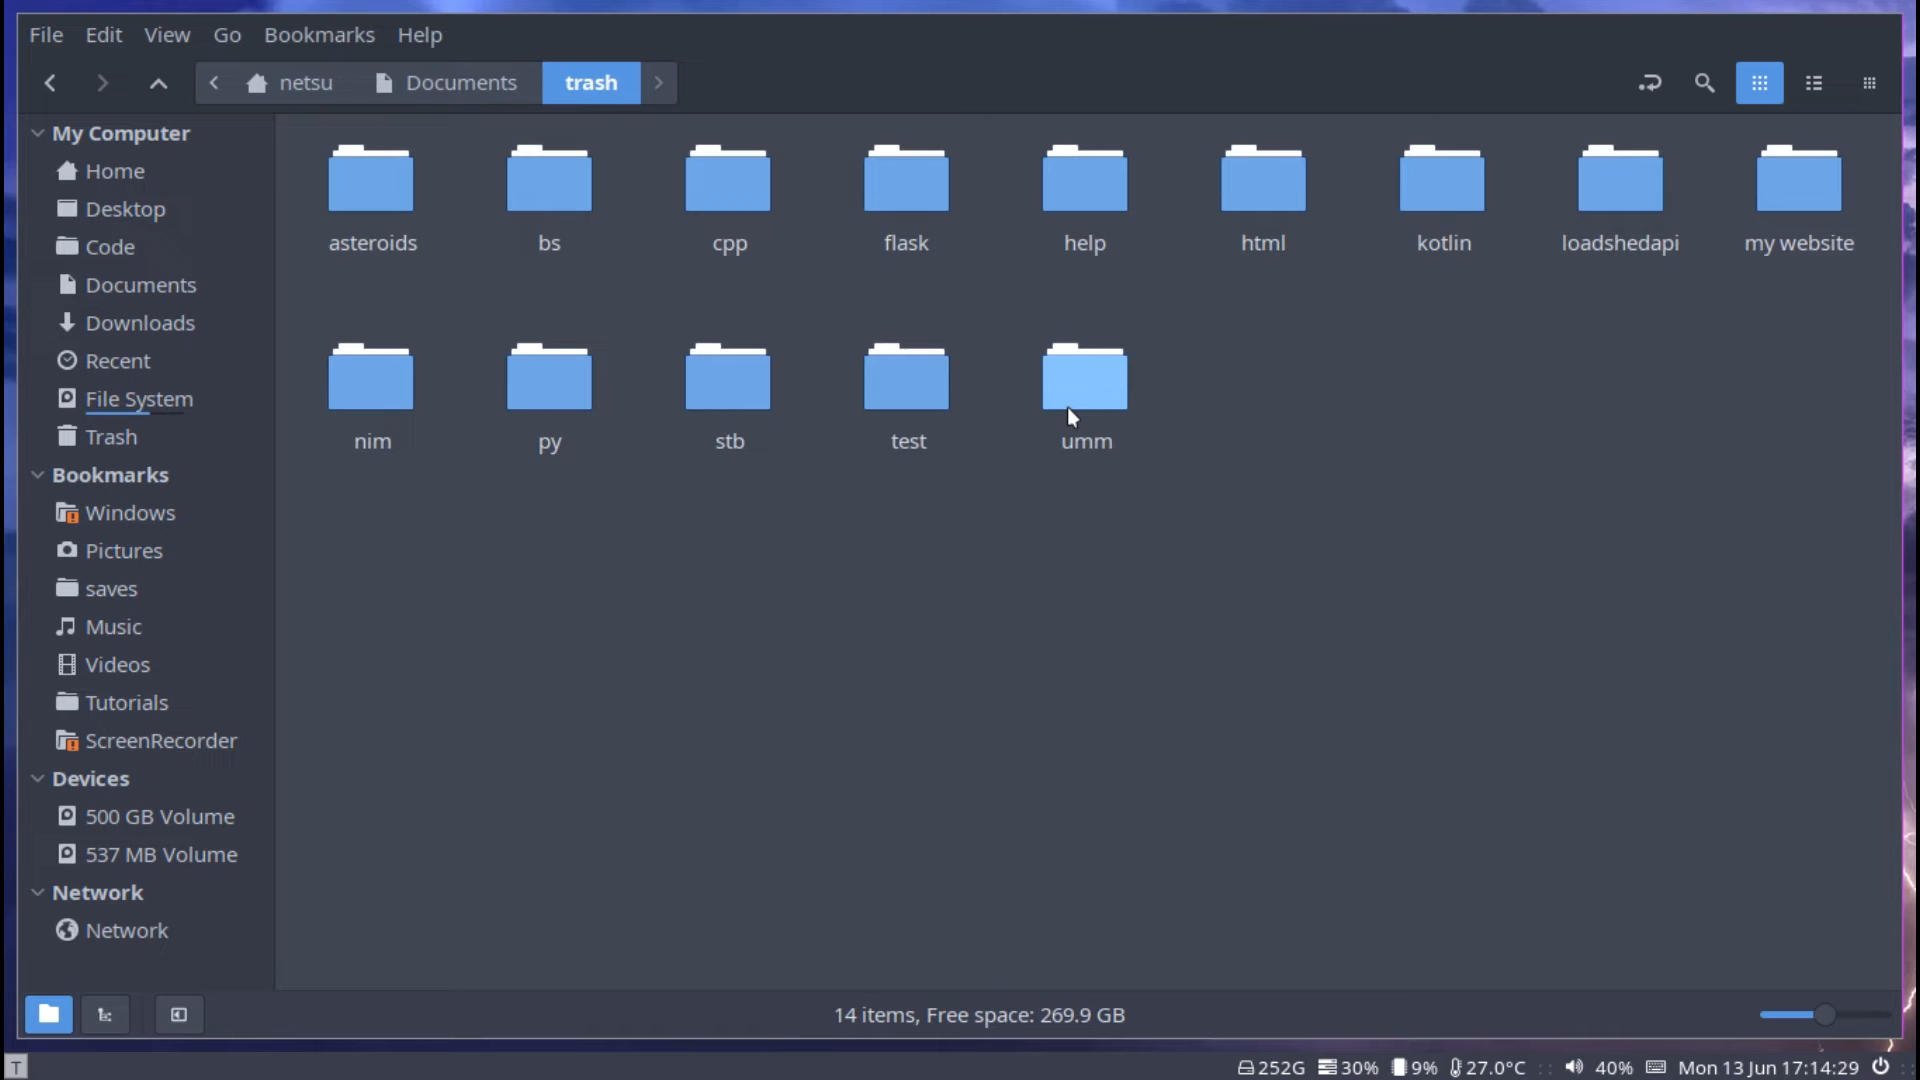 File Edit View Go Bookmarks Help
netsu Documents trash
My Computer
Home
Desktop
Code
Documents
Downloads
Recent
File System
Trash
Bookmarks
Windows
Pictures
saves
Music
Videos
Tutorials
ScreenRecorder
Devices
500 GB Volume
537 MB Volume
Network
Network
asteroids bs cpp flask help html kotlin loadshedapi my website
nim py stb test umm
14 items, Free space: 269.9 GB
T 252G 30% 9% 27.0°C :: 40% Mon 13 Jun 17:14:29